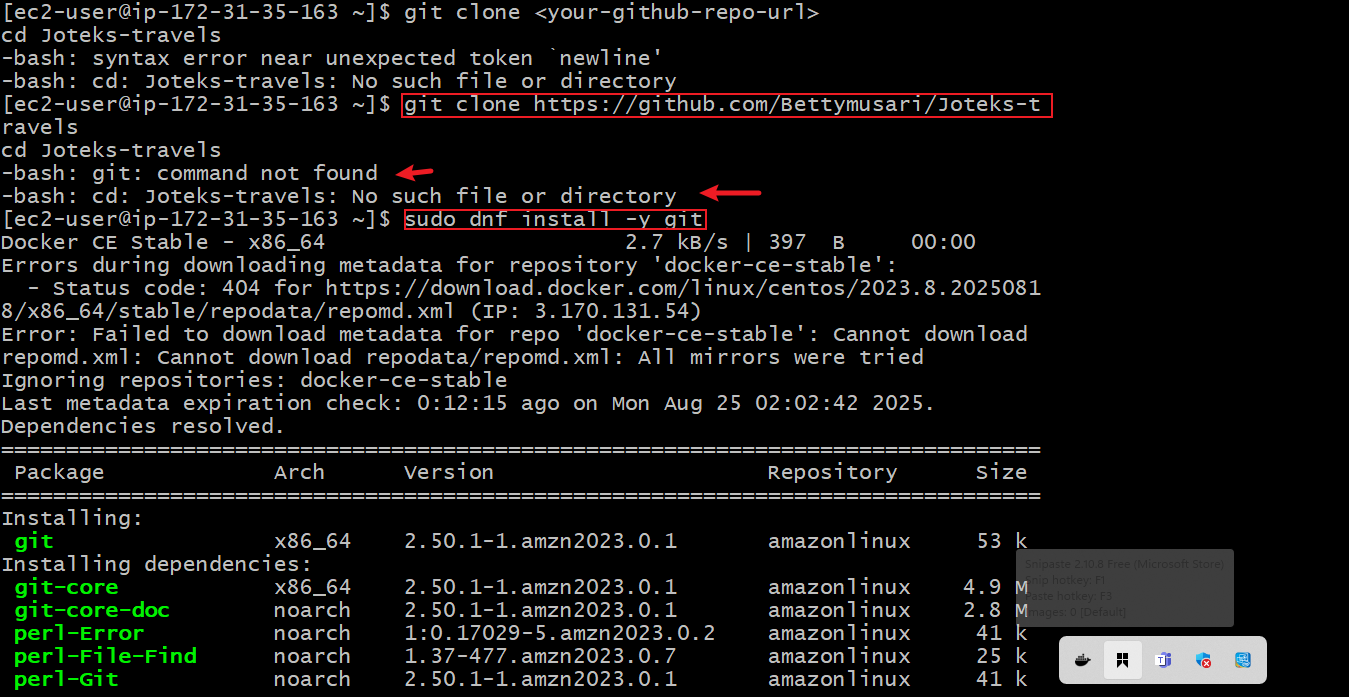 [ec2-user@ip-172-31-35-163 ~]$ git clone <your-github-repo-url>
cd Joteks-travels
-bash: syntax error near unexpected token `newline'
-bash: cd: Joteks-travels: No such file or directory
[ec2-user@ip-172-31-35-163 ~]$ git clone https://github.com/Bettymusari/Joteks-t
ravels
cd Joteks-travels
-bash: git: command not found
-bash: cd: Joteks-travels: No such file or directory
[ec2-user@ip-172-31-35-163 ~]$ sudo dnf install -y git
Docker CE Stable - x86_64                       2.7 kB/s | 397  B     00:00
Errors during downloading metadata for repository 'docker-ce-stable':
  - Status code: 404 for https://download.docker.com/linux/centos/2023.8.2025081
8/x86_64/stable/repodata/repomd.xml (IP: 3.170.131.54)
Error: Failed to download metadata for repo 'docker-ce-stable': Cannot download
repomd.xml: Cannot download repodata/repomd.xml: All mirrors were tried
Ignoring repositories: docker-ce-stable
Last metadata expiration check: 0:12:15 ago on Mon Aug 25 02:02:42 2025.
Dependencies resolved.
================================================================================
 Package             Arch      Version                     Repository      Size
================================================================================
Installing:
 git                 x86_64    2.50.1-1.amzn2023.0.1       amazonlinux     53 k
Installing dependencies:
 git-core            x86_64    2.50.1-1.amzn2023.0.1       amazonlinux    4.9 M
 git-core-doc        noarch    2.50.1-1.amzn2023.0.1       amazonlinux    2.8 M
 perl-Error          noarch    1:0.17029-5.amzn2023.0.2    amazonlinux     41 k
 perl-File-Find      noarch    1.37-477.amzn2023.0.7       amazonlinux     25 k
 perl-Git            noarch    2.50.1-1.amzn2023.0.1       amazonlinux     41 k
Snipaste 2.10.8 Free (Microsoft Store)
Snip hotkey: F1
Paste hotkey: F3
Images: 0 [Default]